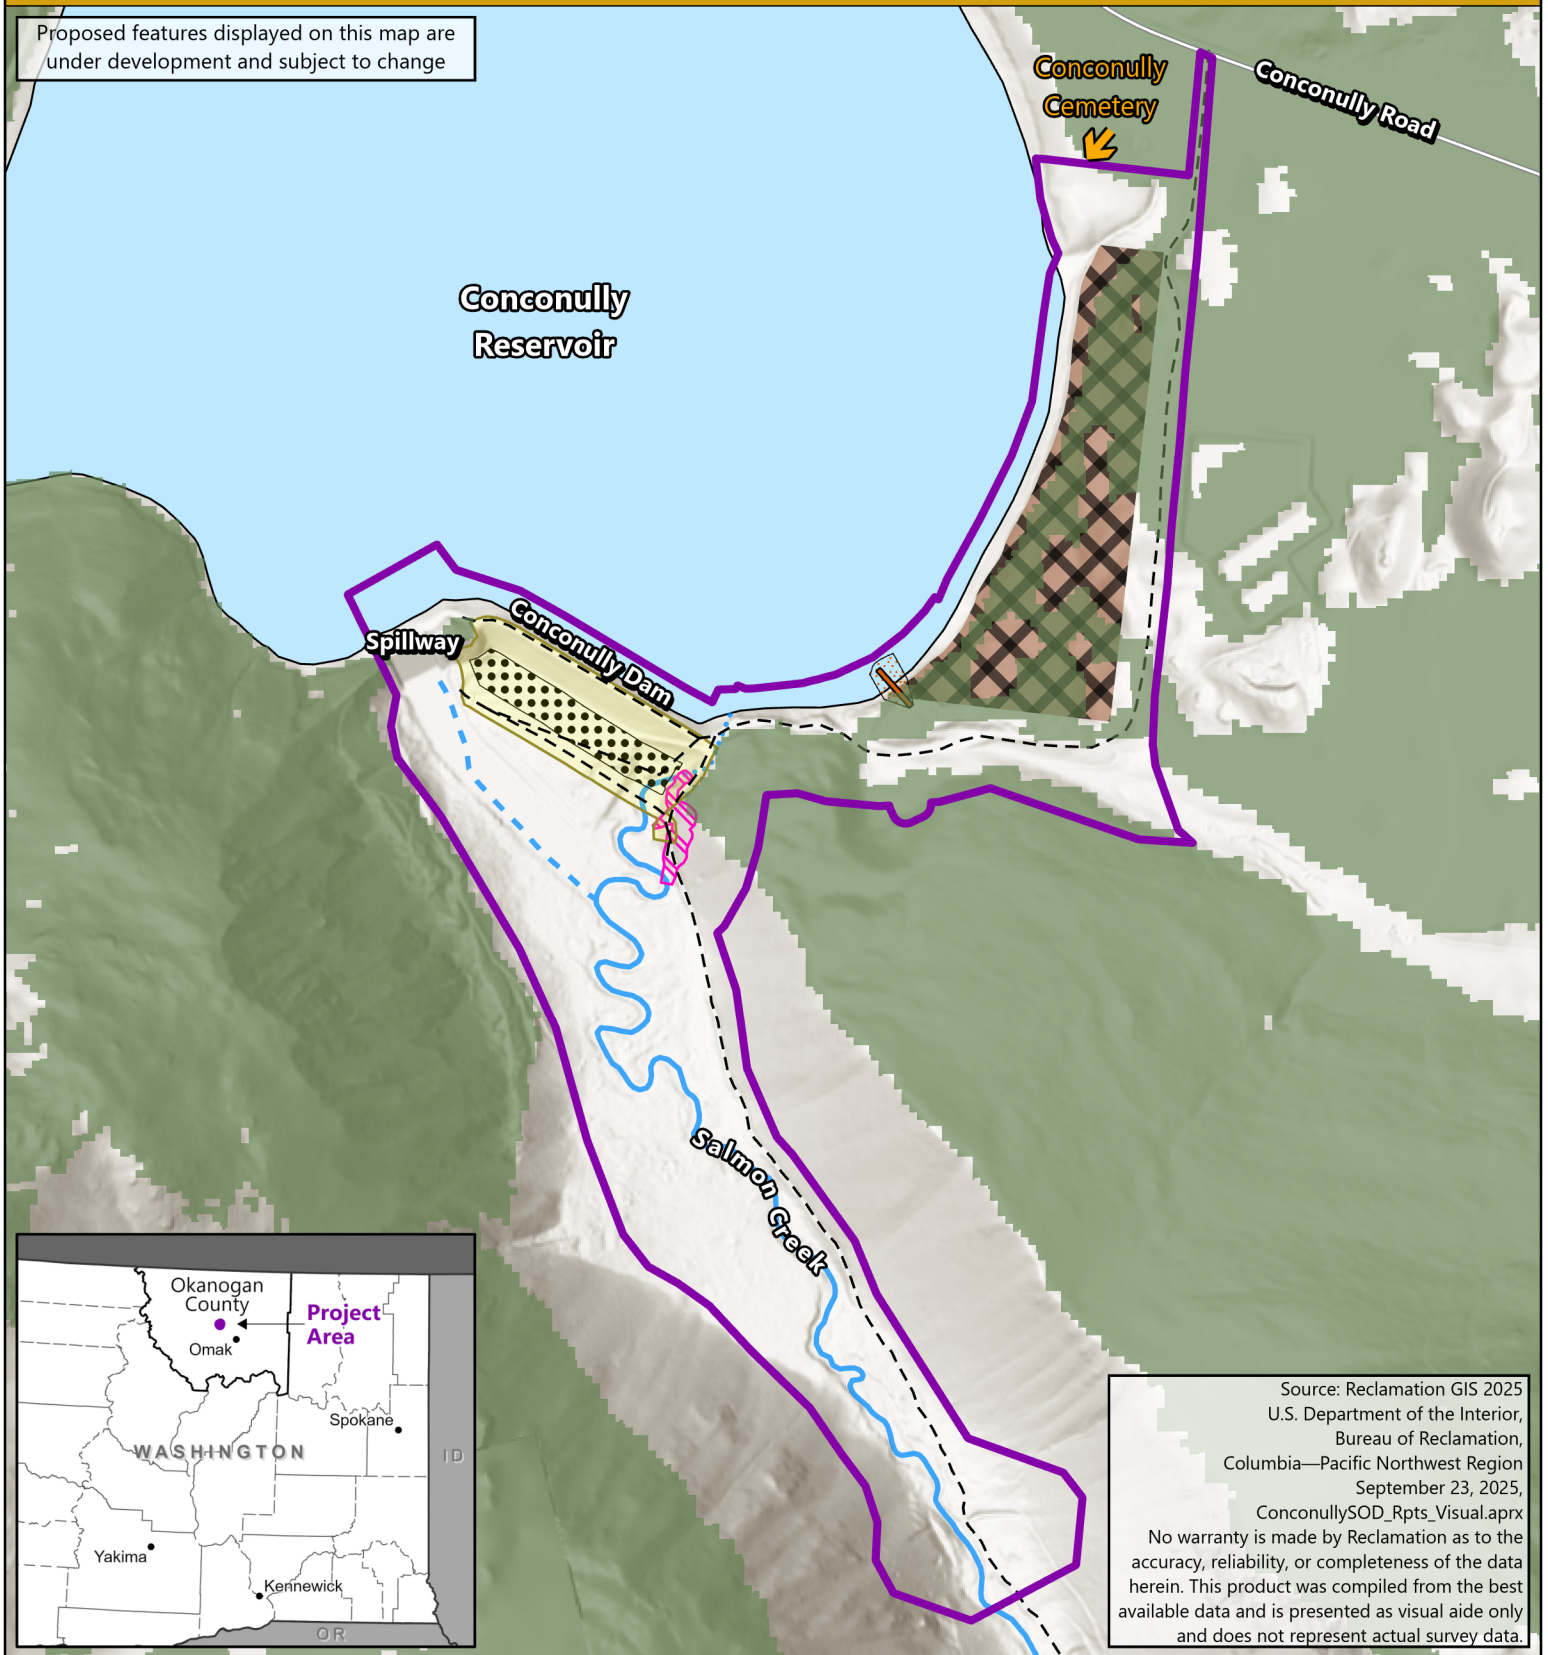 Proposed features displayed on this map are
under development and subject to change
Conconully
Cemetery
Conconully Road
Conconully
Reservoir
Spillway
Conconully Dam
Salmon Creek
Okanogan
County
Project
Area
Omak
Spokane
WASHINGTON
ID
Yakima
Kennewick
OR
Source: Reclamation GIS 2025
U.S. Department of the Interior,
Bureau of Reclamation,
Columbia—Pacific Northwest Region
September 23, 2025,
ConconullySOD_Rpts_Visual.aprx
No warranty is made by Reclamation as to the
accuracy, reliability, or completeness of the data
herein. This product was compiled from the best
available data and is presented as visual aide only
and does not represent actual survey data.